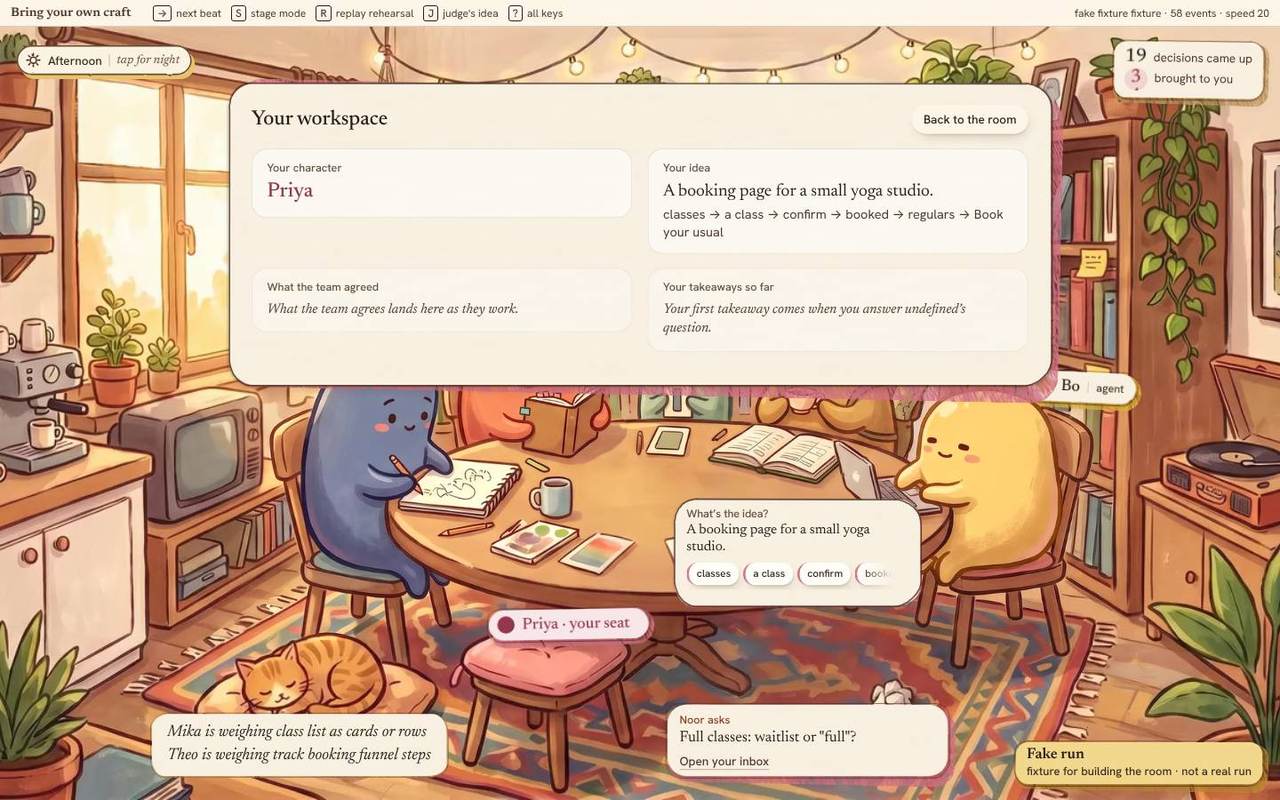 Bring your own craft
→ next beat S stage mode R replay rehearsal J judge's idea ? all keys
fake fixture fixture · 58 events · speed 20
Afternoon | tap for night
19 decisions came up
3 brought to you
Your workspace
Back to the room
Your character
Priya
Your idea
A booking page for a small yoga studio.
classes → a class → confirm → booked → regulars → Book
your usual
What the team agreed
What the team agrees lands here as they work.
Your takeaways so far
Your first takeaway comes when you answer undefined's
question.
Bo | agent
What's the idea?
A booking page for a small yoga
studio.
classes a class confirm
Priya · your seat
Mika is weighing class list as cards or rows
Theo is weighing track booking funnel steps
Noor asks
Full classes: waitlist or "full"?
Open your inbox
Fake run
fixture for building the room · not a real run